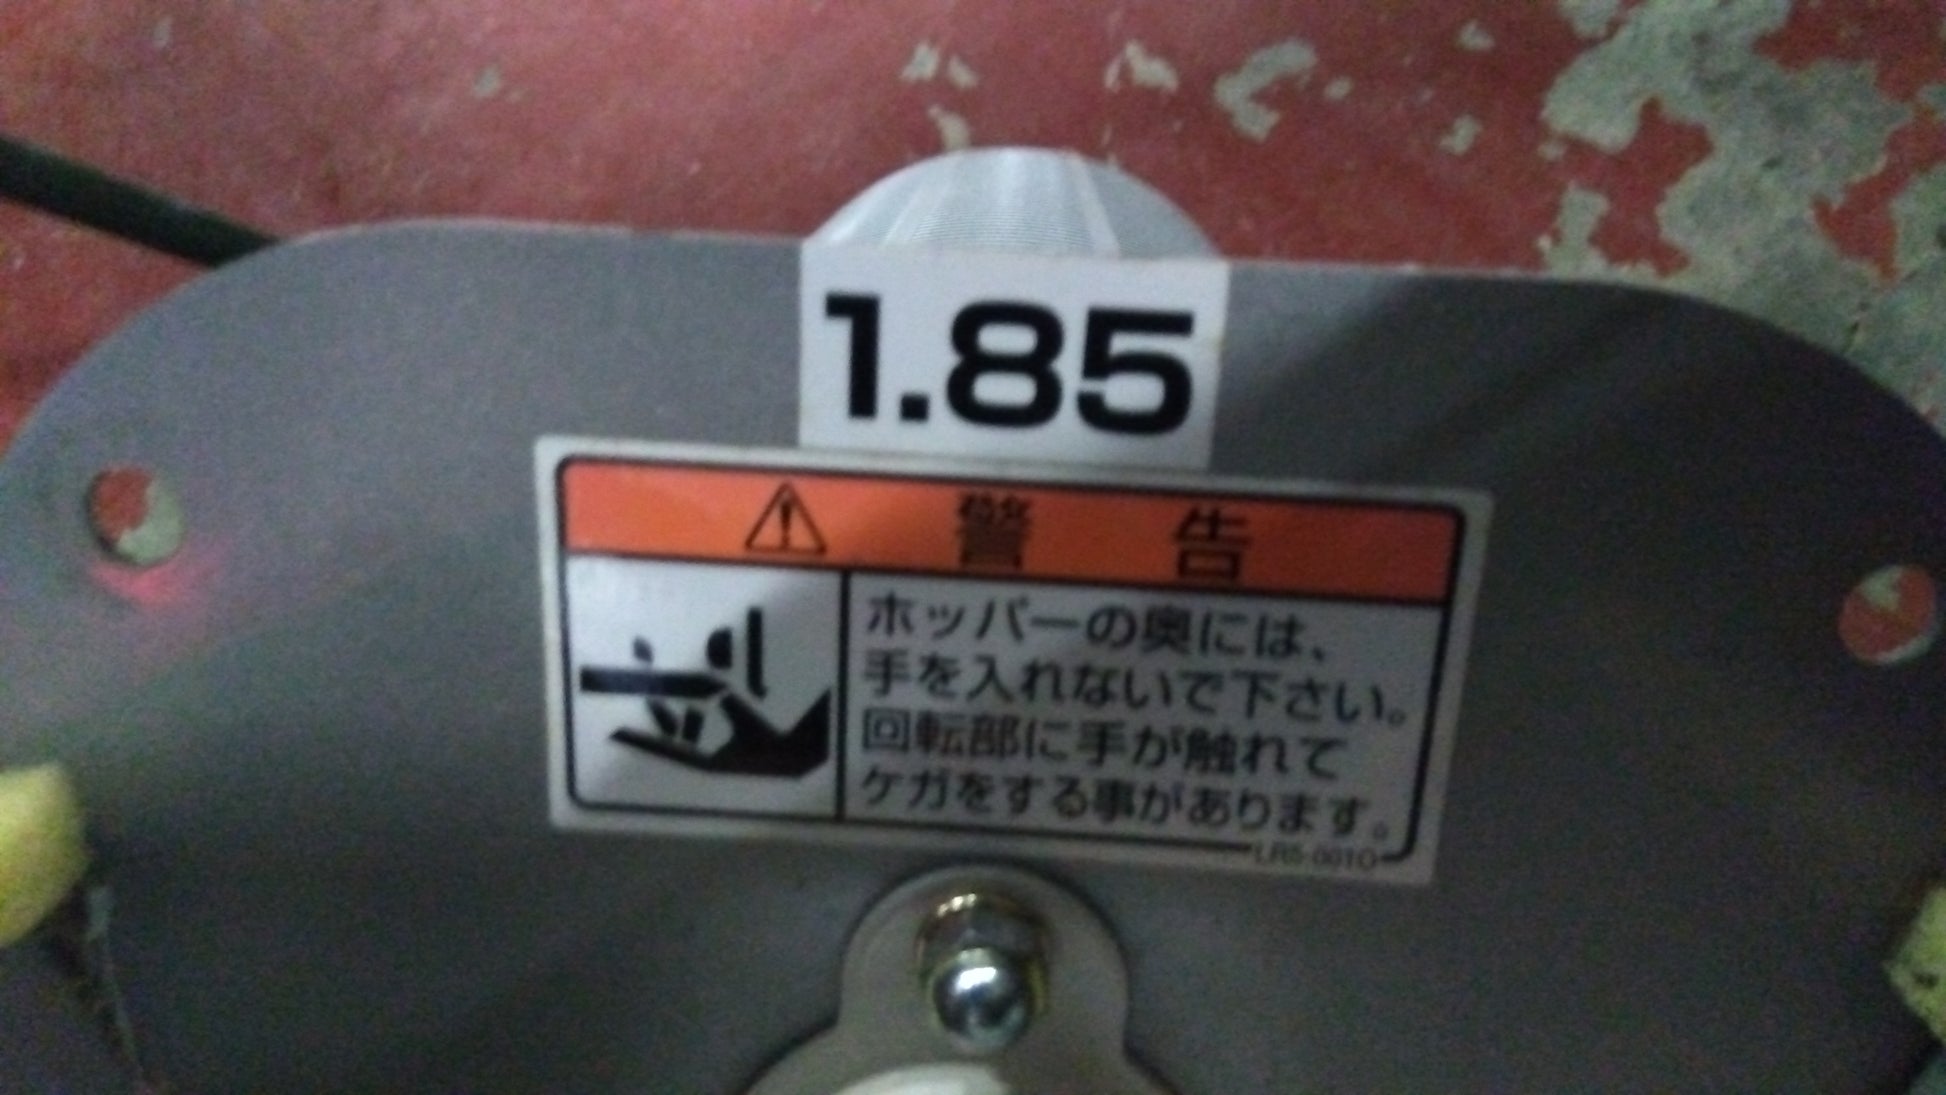 1.85
警告
ホッパーの奥には、
手を入れないで下さい。
回転部に手が触れて
ケガをする事があります。
LR5-0010